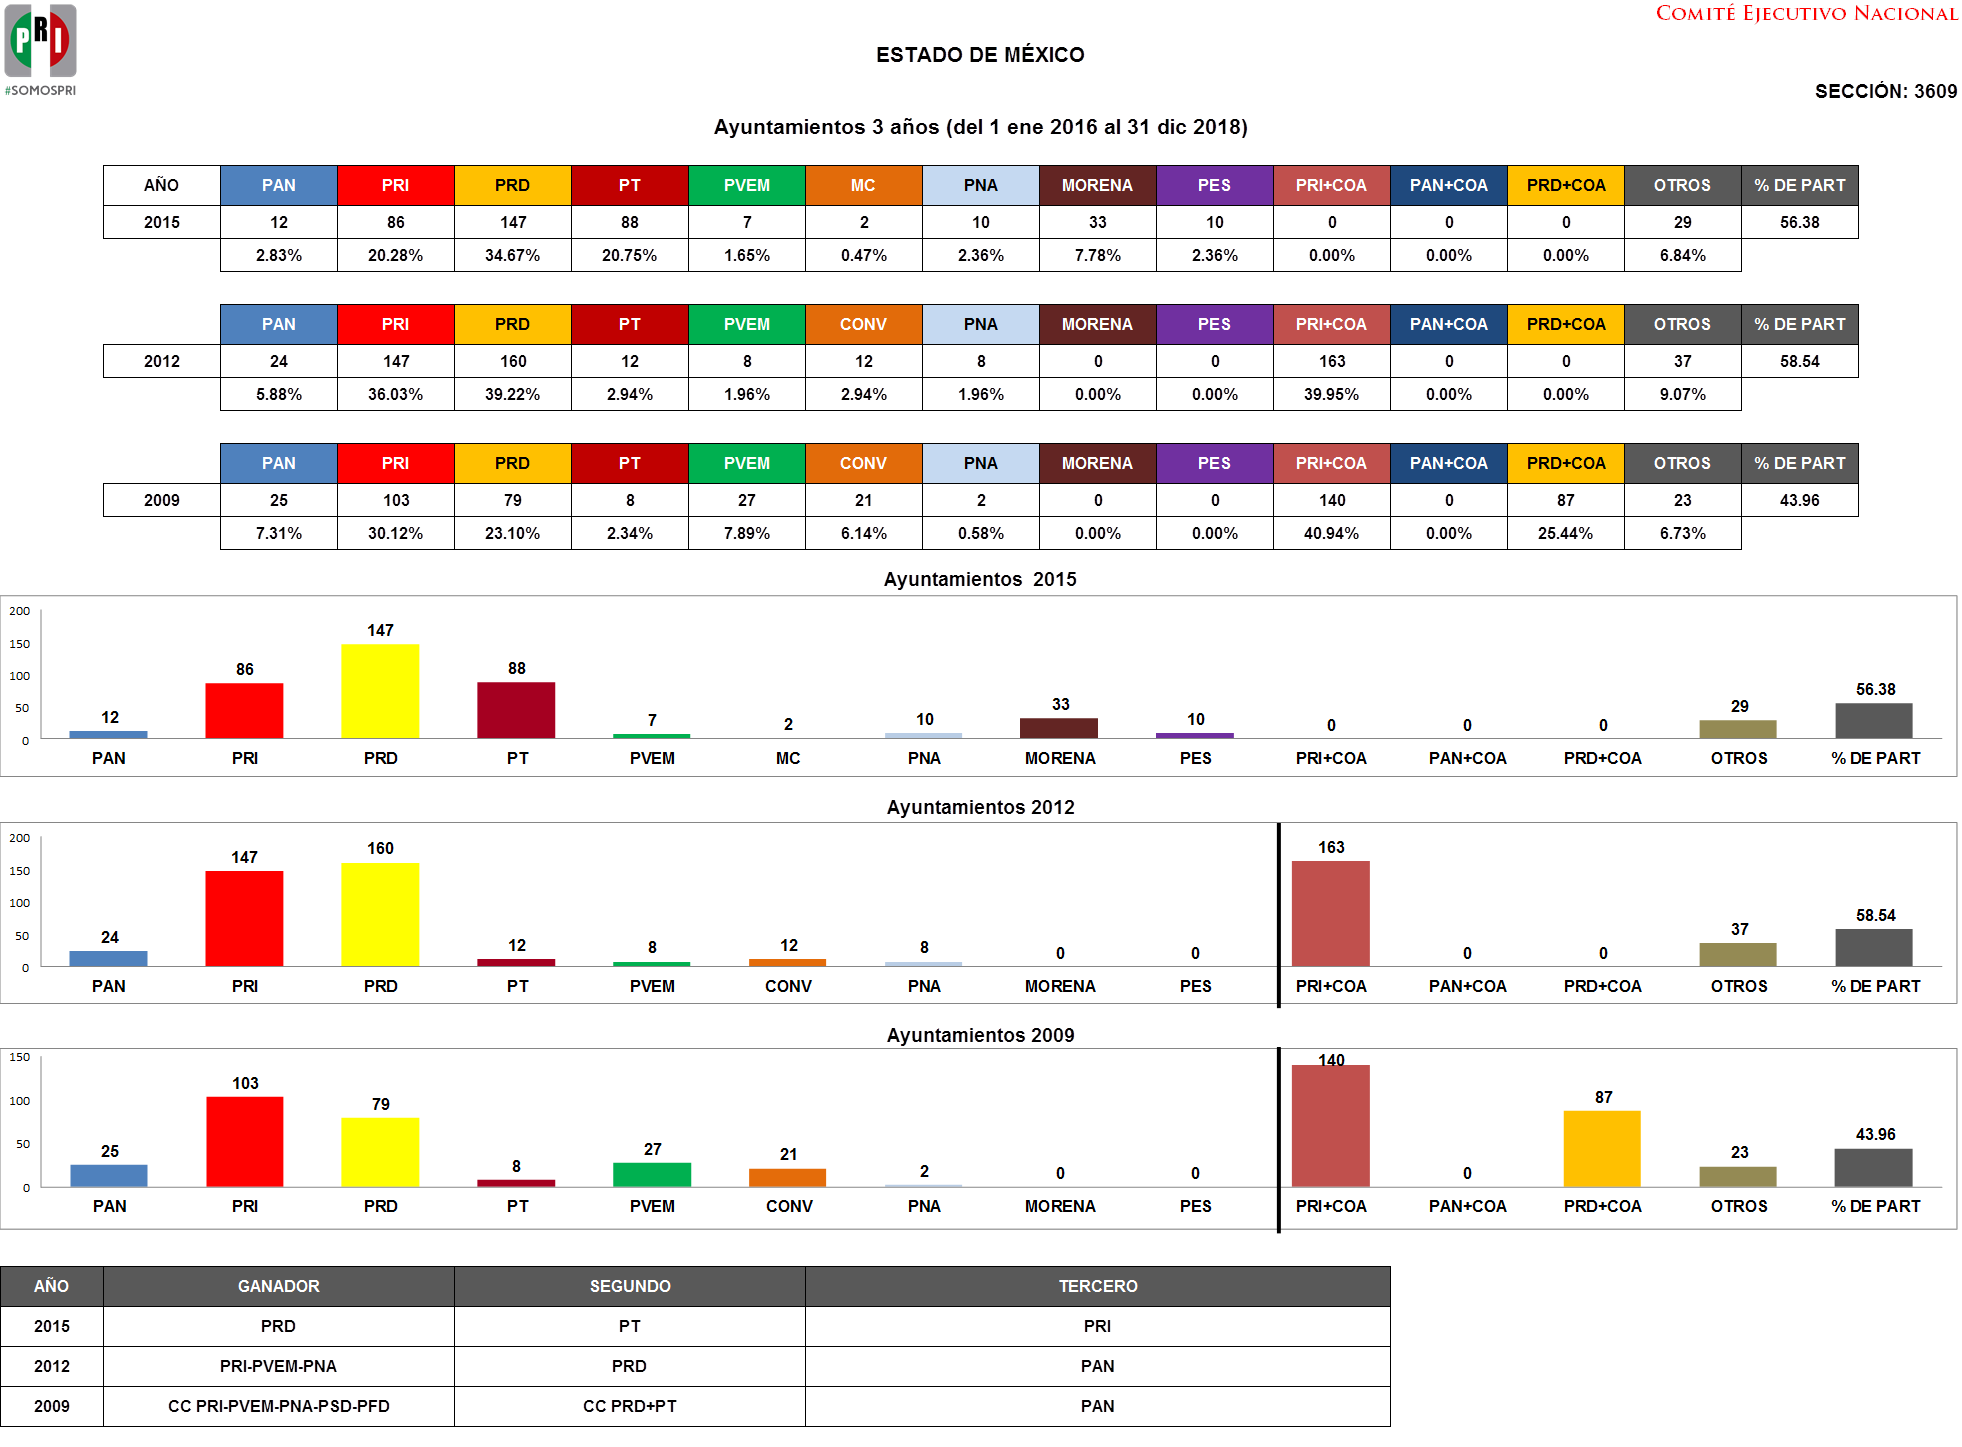 PRI
#SOMOSPRI
COMITÉ EJECUTIVO NACIONAL
ESTADO DE MÉXICO
SECCIÓN: 3609
Ayuntamientos 3 años (del 1 ene 2016 al 31 dic 2018)
AÑO PAN PRI PRD PT PVEM MC PNA MORENA PES PRI+COA PAN+COA PRD+COA OTROS % DE PART
2015 12 86 147 88 7 2 10 33 10 0 0 0 29 56.38
2.83% 20.28% 34.67% 20.75% 1.65% 0.47% 2.36% 7.78% 2.36% 0.00% 0.00% 0.00% 6.84%
PAN PRI PRD PT PVEM CONV PNA MORENA PES PRI+COA PAN+COA PRD+COA OTROS % DE PART
2012 24 147 160 12 8 12 8 0 0 163 0 0 37 58.54
5.88% 36.03% 39.22% 2.94% 1.96% 2.94% 1.96% 0.00% 0.00% 39.95% 0.00% 0.00% 9.07%
PAN PRI PRD PT PVEM CONV PNA MORENA PES PRI+COA PAN+COA PRD+COA OTROS % DE PART
2009 25 103 79 8 27 21 2 0 0 140 0 87 23 43.96
7.31% 30.12% 23.10% 2.34% 7.89% 6.14% 0.58% 0.00% 0.00% 40.94% 0.00% 25.44% 6.73%
Ayuntamientos 2015
200
150
100
50
0
12 86 147 88 7 2 10 33 10 0 0 0 29 56.38
PAN PRI PRD PT PVEM MC PNA MORENA PES PRI+COA PAN+COA PRD+COA OTROS % DE PART
Ayuntamientos 2012
200
150
100
50
0
24 147 160 12 8 12 8 0 0 163 0 0 37 58.54
PAN PRI PRD PT PVEM CONV PNA MORENA PES PRI+COA PAN+COA PRD+COA OTROS % DE PART
Ayuntamientos 2009
150
100
50
0
25 103 79 8 27 21 2 0 0 140 0 87 23 43.96
PAN PRI PRD PT PVEM CONV PNA MORENA PES PRI+COA PAN+COA PRD+COA OTROS % DE PART
AÑO GANADOR SEGUNDO TERCERO
2015 PRD PT PRI
2012 PRI-PVEM-PNA PRD PAN
2009 CC PRI-PVEM-PNA-PSD-PFD CC PRD+PT PAN